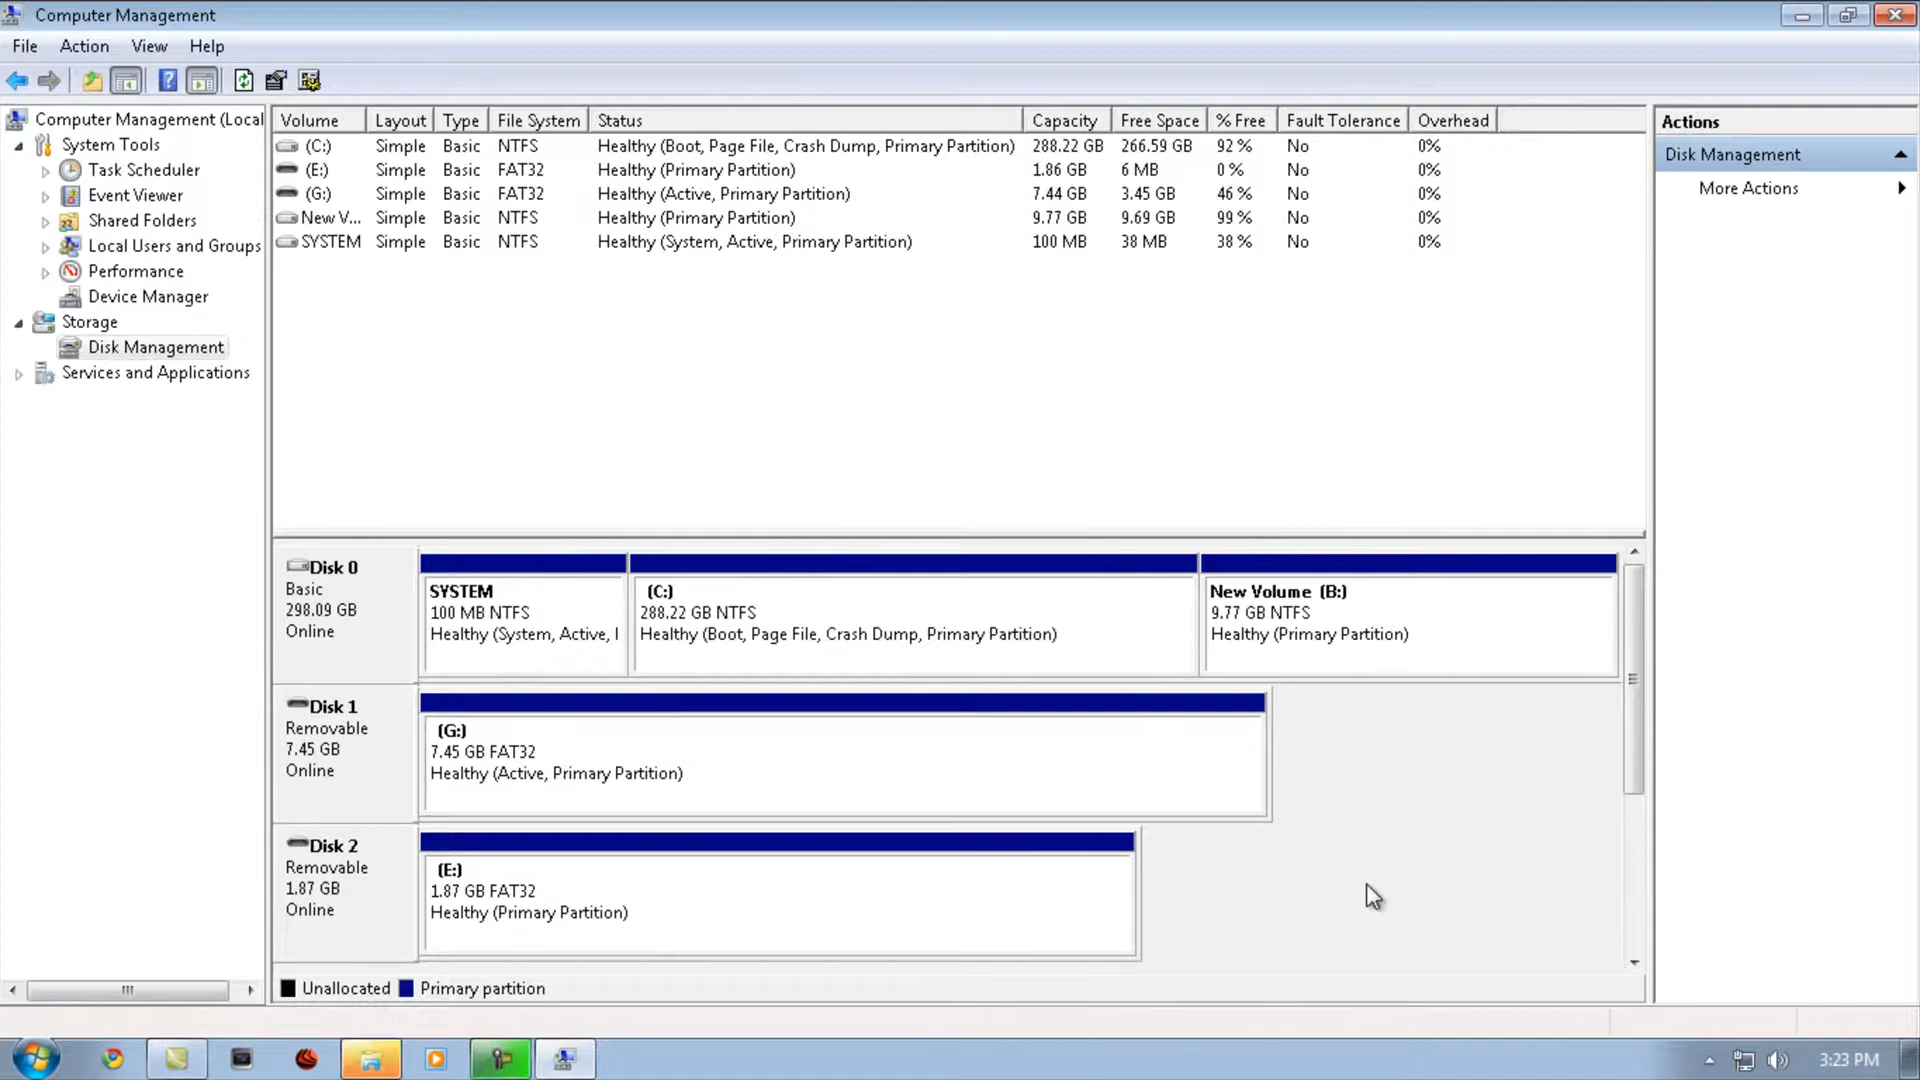 Computer Management
File Action View Help
Computer Management (Local
System Tools
Task Scheduler
Event Viewer
Shared Folders
Local Users and Groups
Performance
Device Manager
Storage
Disk Management
Services and Applications
Volume Layout Type File System Status Capacity Free Space % Free Fault Tolerance Overhead
(C:) Simple Basic NTFS Healthy (Boot, Page File, Crash Dump, Primary Partition) 288.22 GB 266.59 GB 92 % No 0%
(E:) Simple Basic FAT32 Healthy (Primary Partition) 1.86 GB 6 MB 0 % No 0%
(G:) Simple Basic FAT32 Healthy (Active, Primary Partition) 7.44 GB 3.45 GB 46 % No 0%
New V... Simple Basic NTFS Healthy (Primary Partition) 9.77 GB 9.69 GB 99 % No 0%
SYSTEM Simple Basic NTFS Healthy (System, Active, Primary Partition) 100 MB 38 MB 38 % No 0%
Disk 0
Basic
298.09 GB
Online
SYSTEM
100 MB NTFS
Healthy (System, Active, I
(C:)
288.22 GB NTFS
Healthy (Boot, Page File, Crash Dump, Primary Partition)
New Volume (B:)
9.77 GB NTFS
Healthy (Primary Partition)
Disk 1
Removable
7.45 GB
Online
(G:)
7.45 GB FAT32
Healthy (Active, Primary Partition)
Disk 2
Removable
1.87 GB
Online
(E:)
1.87 GB FAT32
Healthy (Primary Partition)
Unallocated Primary partition
Actions
Disk Management
More Actions
3:23 PM